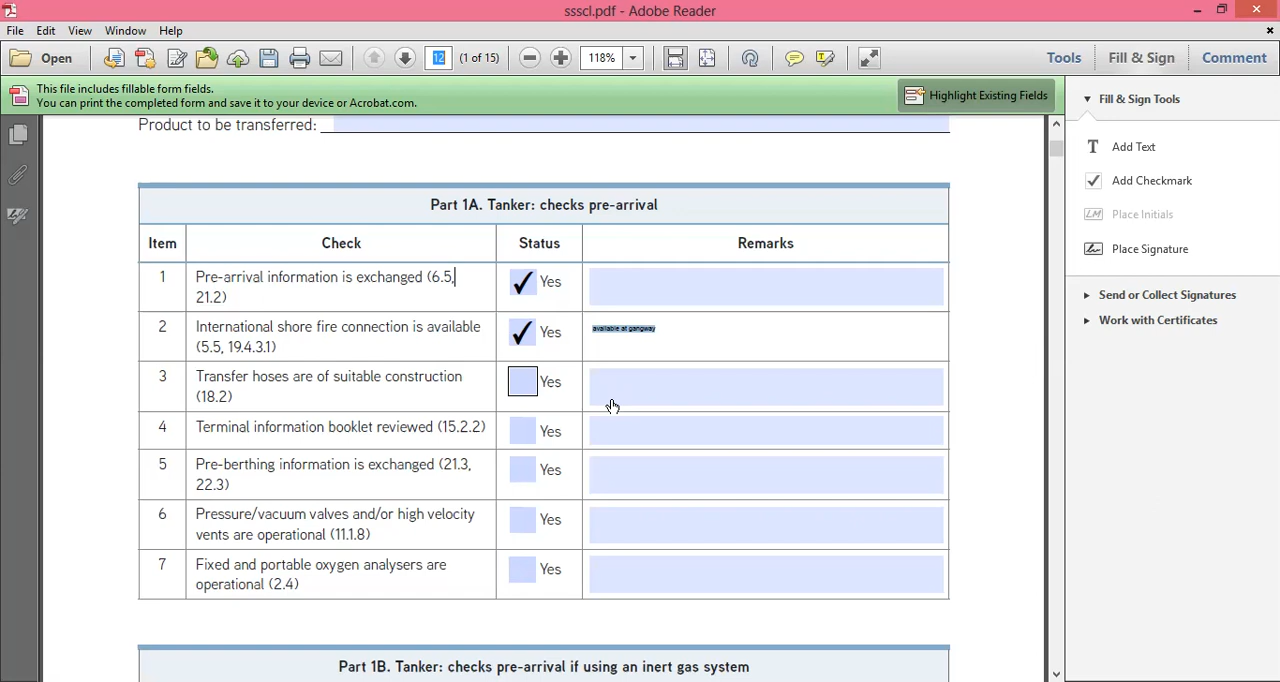 ssscl.pdf - Adobe Reader
File Edit View Window Help
Open 12 (1 of 15) 118% Tools Fill & Sign Comment
This file includes fillable form fields.
You can print the completed form and save it to your device or Acrobat.com.
Highlight Existing Fields
Fill & Sign Tools
Add Text
Add Checkmark
LM Place Initials
Place Signature
Send or Collect Signatures
Work with Certificates
Product to be transferred:
Part 1A. Tanker: checks pre-arrival
Item Check Status Remarks
1 Pre-arrival information is exchanged (6.5, Yes
21.2)
2 International shore fire connection is available Yes available at gangway
(5.5, 19.4.3.1)
3 Transfer hoses are of suitable construction Yes
(18.2)
4 Terminal information booklet reviewed (15.2.2) Yes
5 Pre-berthing information is exchanged (21.3, Yes
22.3)
6 Pressure/vacuum valves and/or high velocity Yes
vents are operational (11.1.8)
7 Fixed and portable oxygen analysers are Yes
operational (2.4)
Part 1B. Tanker: checks pre-arrival if using an inert gas system